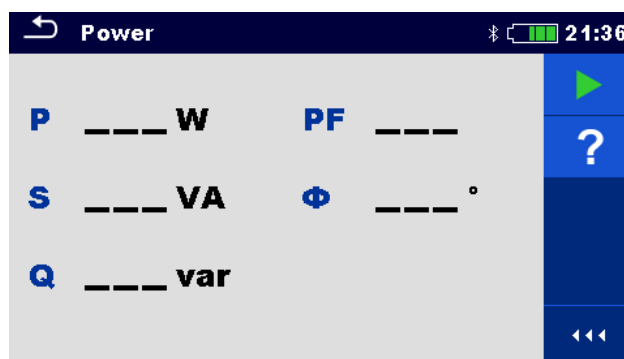 Power 21:36
P ___ W PF ___
?
S ___ VA Φ ___ °
Q ___ var